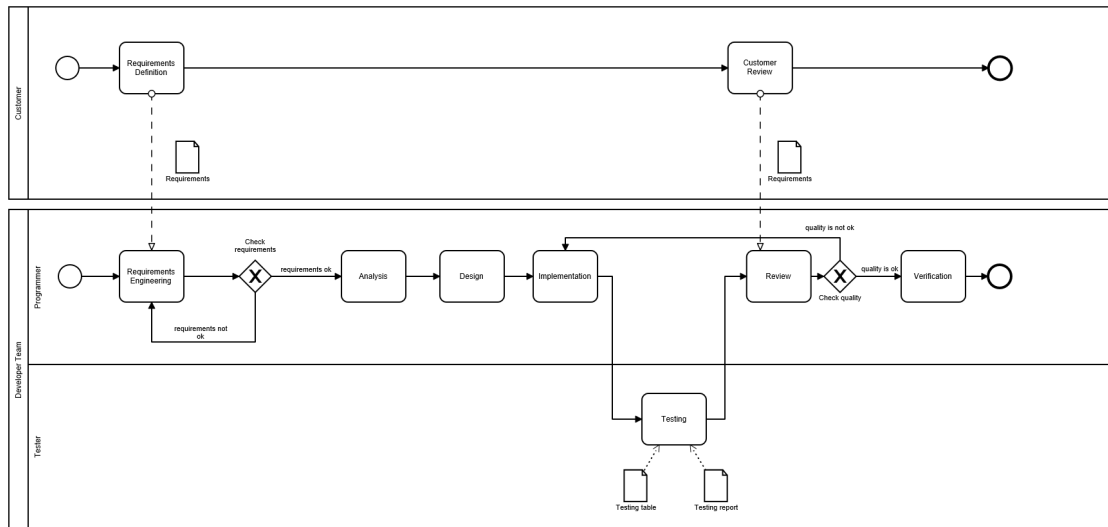 Customer
Requirements
Definition
Customer
Review
Requirements
Requirements
Developer Team
Programmer
Requirements
Engineering
Check
requirements
requirements ok
requirements not
ok
Analysis
Design
Implementation
quality is not ok
Review
Check quality
quality is ok
Verification
Tester
Testing
Testing table
Testing report